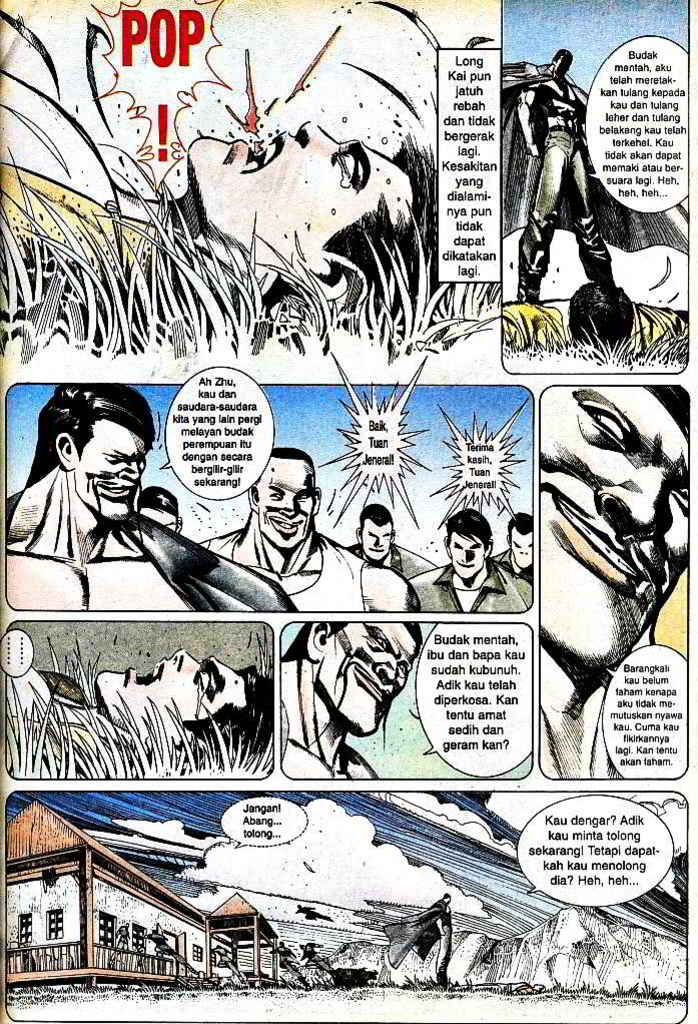 POP
!
Long
Kai pun
jatuh
rebah
dan tidak
bergerak
lagi.
Kesakitan
yang
dialami-
nya pun
tidak
dapat
dikatakan
lagi.
Budak
mentah, aku
telah meretak-
kan tulang kepada
kau dan tulang
leher dan tulang
belakang kau telah
terkehel. Kau
tidak akan dapat
memaki atau ber-
suara lagi. Heh,
heh, heh...
Ah Zhu,
kau dan
saudara-saudara
kita yang lain pergi
melayan budak
perempuan itu
dengan secara
bergilir-gilir
sekarang!
Baik,
Tuan
Jeneral!
Terima
kasih,
Tuan
Jeneral!
Barangkali
kau belum
faham kenapa
aku tidak me-
mutuskan nyawa
kau. Cuma kau
fikirkannya
lagi. Kan tentu
akan faham.
......
Budak mentah,
ibu dan bapa kau
sudah kubunuh.
Adik kau telah
diperkosa. Kan
tentu amat
sedih dan
geram kan?
Jangan!
Abang...
tolong...
Kau dengar? Adik
kau minta tolong
sekarang! Tetapi dapat-
kah kau menolong
dia? Heh, heh...